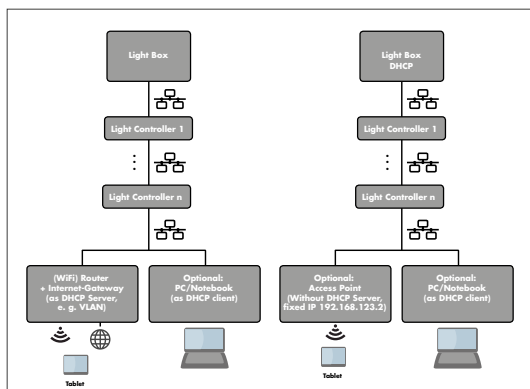 Light Box
Light Controller 1
Light Controller n
(WiFi) Router
+ Internet-Gateway
(as DHCP Server,
e. g. VLAN)
Optional:
PC/Notebook
(as DHCP client)
Tablet
Light Box
DHCP
Light Controller 1
Light Controller n
Optional:
Access Point
(Without DHCP Server,
fixed IP 192.168.123.2)
Optional:
PC/Notebook
(as DHCP client)
Tablet